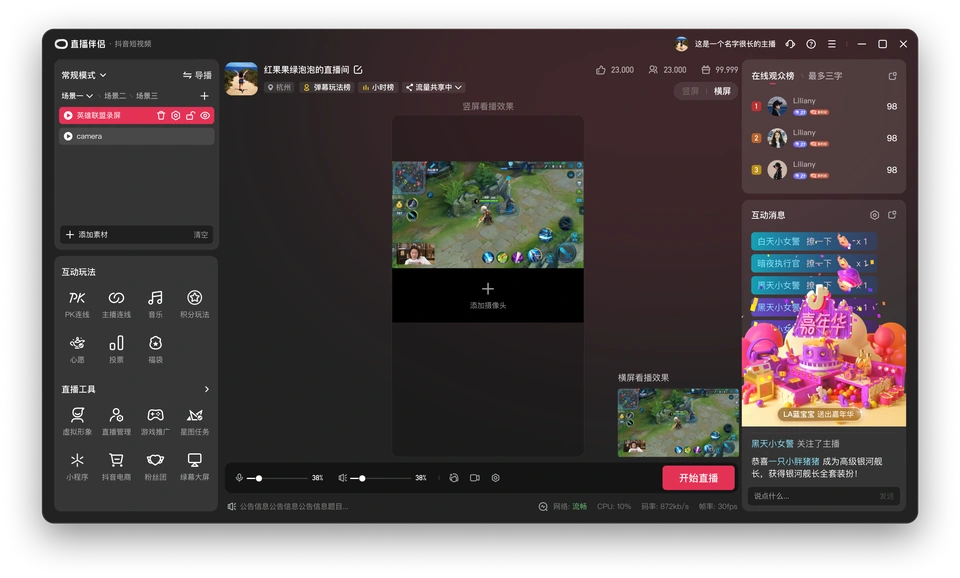 直播伴侣 · 抖音短视频
这是一个名字很长的主播
常规模式
导播
场景一
场景二
场景三
英雄联盟录屏
camera
添加素材
清空
互动玩法
PK连线
主播连线
音乐
积分玩法
心愿
投票
福袋
直播工具
虚拟形象
直播管理
游戏推广
星图任务
小程序
抖音电商
粉丝团
绿幕大屏
红果果绿泡泡的直播间
杭州
弹幕玩法榜
小时榜
流量共享中
23,000
23,000
99,999
竖屏
横屏
竖屏看播效果
添加摄像头
横屏看播效果
38%
38%
开始直播
公告信息公告信息公告信息题目...
网络: 流畅
CPU: 10%
码率: 872kb/s
帧率: 30fps
在线观众榜
最多三字
1
Liliany
98
2
Liliany
98
3
Liliany
98
互动消息
白天小女警 撩一下 x 1
暗夜执行官 撩一下 x 1
黑天小女警
嘉年华
LA蓝宝宝 送出嘉年华
黑天小女警 关注了主播
恭喜一只小胖猪猪 成为高级银河舰
长，获得银河舰长全套装扮！
说点什么...
发送